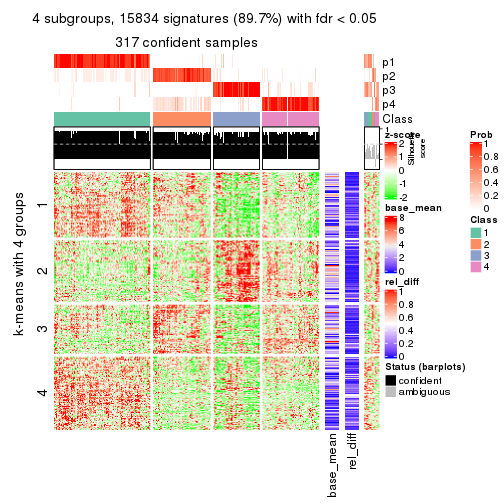 4 subgroups, 15834 signatures (89.7%) with fdr < 0.05
317 confident samples
p1
p2
p3
p4
Class
1
Silhouette
score
k-means with 4 groups
1
2
3
4
base_mean
rel_diff
z-score
2
1
0
-1
-2
base_mean
8
6
4
2
0
rel_diff
1
0.8
0.6
0.4
0.2
0
Status (barplots)
confident
ambiguous
Prob
1
0.8
0.6
0.4
0.2
0
Class
1
2
3
4